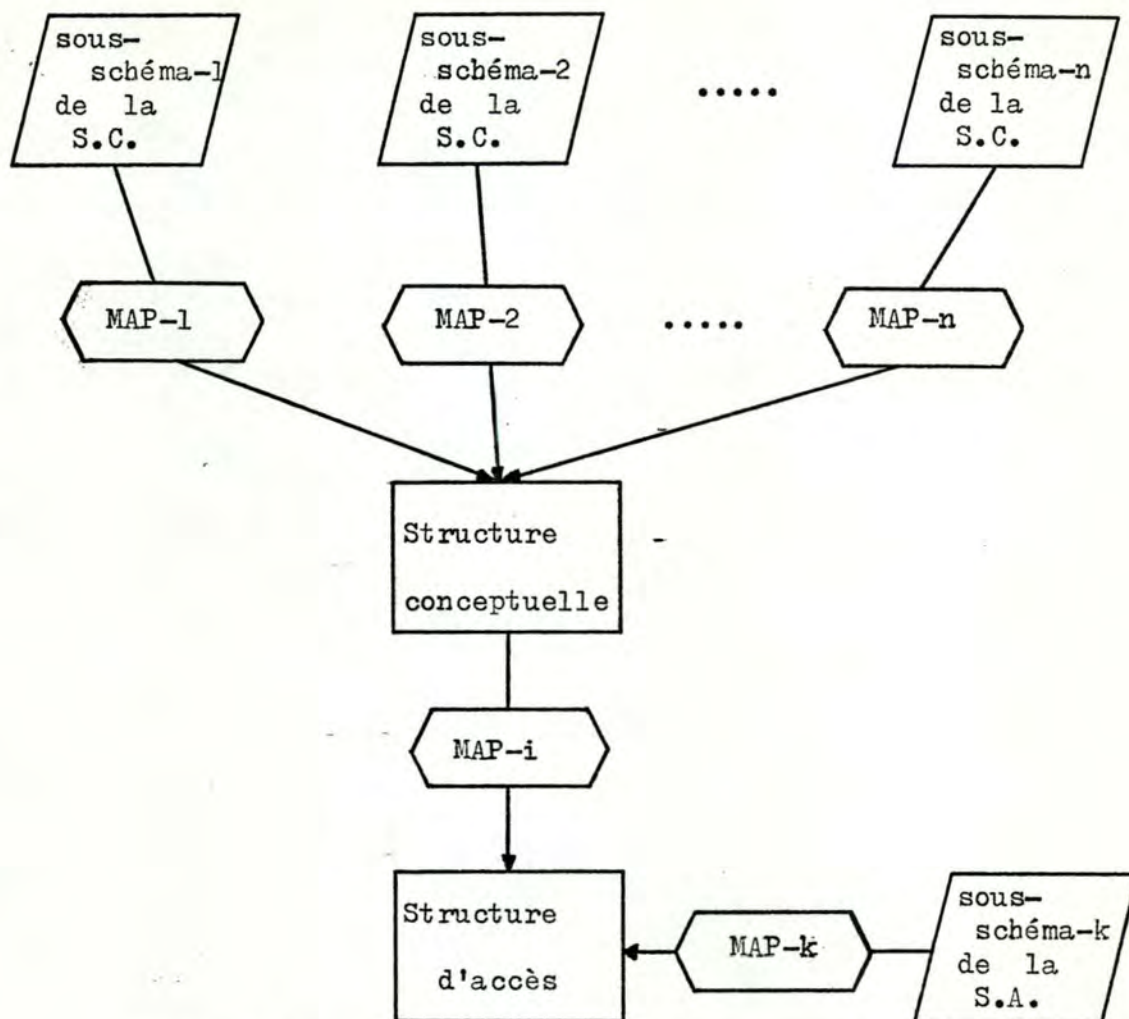 sous-
schéma-1
de la
S.C.
sous-
schéma-2
de la
S.C.
.....
sous-
schéma-n
de la
S.C.
MAP-1
MAP-2
.....
MAP-n
Structure
conceptuelle
MAP-i
Structure
d'accès
MAP-k
sous-
schéma-k
de la
S.A.